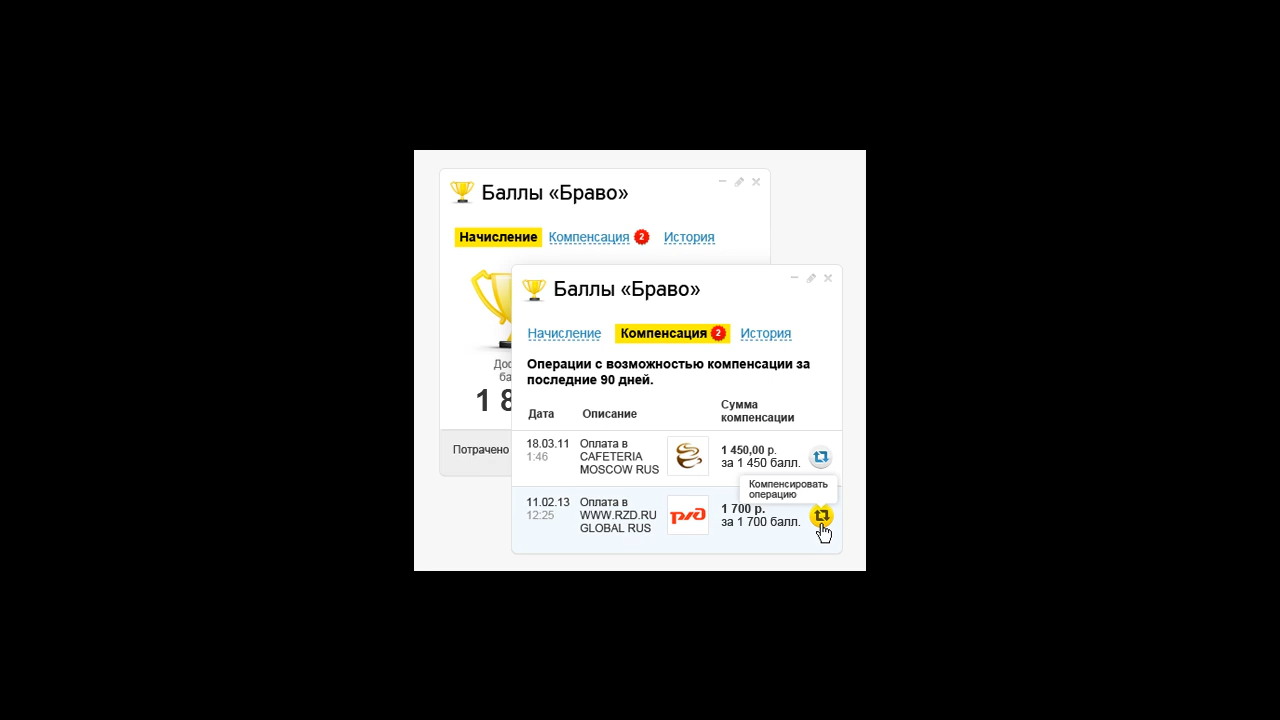 Баллы «Браво»
Начисление Компенсация 2 История
1 8
Потрачено
Баллы «Браво»
Начисление Компенсация 2 История
Операции с возможностью компенсации за
последние 90 дней.
Дата Описание Сумма
компенсации
18.03.11 Оплата в
1:46 CAFETERIA
MOSCOW RUS
1 450,00 р.
за 1 450 балл.
Компенсировать
операцию
11.02.13 Оплата в
12:25 WWW.RZD.RU
GLOBAL RUS
pжд
1 700 р.
за 1 700 балл.